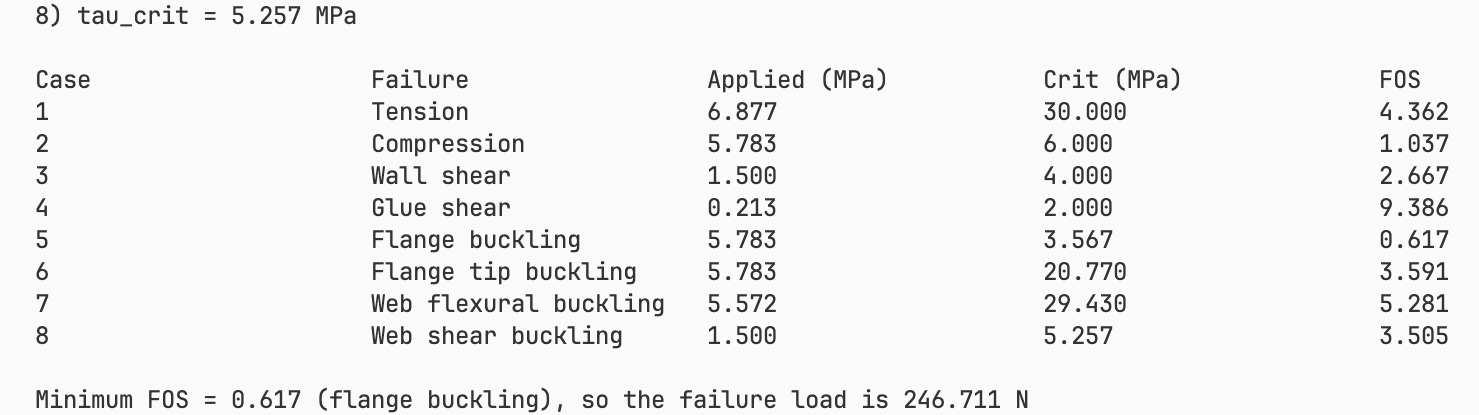 8) tau_crit = 5.257 MPa
Case Failure Applied (MPa) Crit (MPa) FOS
1 Tension 6.877 30.000 4.362
2 Compression 5.783 6.000 1.037
3 Wall shear 1.500 4.000 2.667
4 Glue shear 0.213 2.000 9.386
5 Flange buckling 5.783 3.567 0.617
6 Flange tip buckling 5.783 20.770 3.591
7 Web flexural buckling 5.572 29.430 5.281
8 Web shear buckling 1.500 5.257 3.505
Minimum FOS = 0.617 (flange buckling), so the failure load is 246.711 N